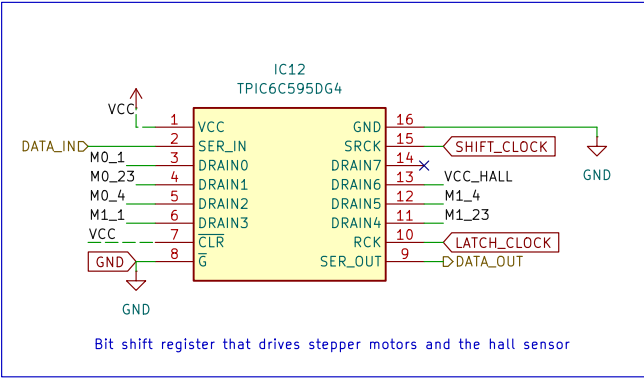 IC12
TPIC6C595DG4
VCC
1 VCC GND 16
DATA_IN 2 SER_IN SRCK 15 SHIFT_CLOCK
M0_1 3 DRAIN0 DRAIN7 14
M0_23 4 DRAIN1 DRAIN6 13 VCC_HALL
M0_4 5 DRAIN2 DRAIN5 12 M1_4
M1_1 6 DRAIN3 DRAIN4 11 M1_23
VCC 7 CLR RCK 10 LATCH_CLOCK
GND 8 G SER_OUT 9 DATA_OUT
GND
GND
Bit shift register that drives stepper motors and the hall sensor